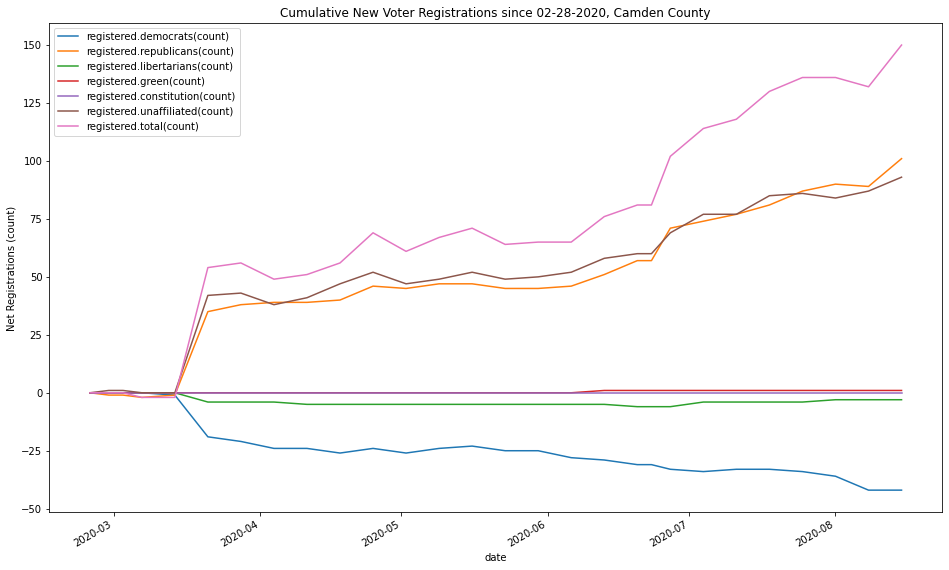 Cumulative New Voter Registrations since 02-28-2020, Camden County
registered.democrats(count)
registered.republicans(count)
registered.libertarians(count)
registered.green(count)
registered.constitution(count)
registered.unaffiliated(count)
registered.total(count)
Net Registrations (count)
150
125
100
75
50
25
0
−25
−50
2020-03
2020-04
2020-05
2020-06
2020-07
2020-08
date